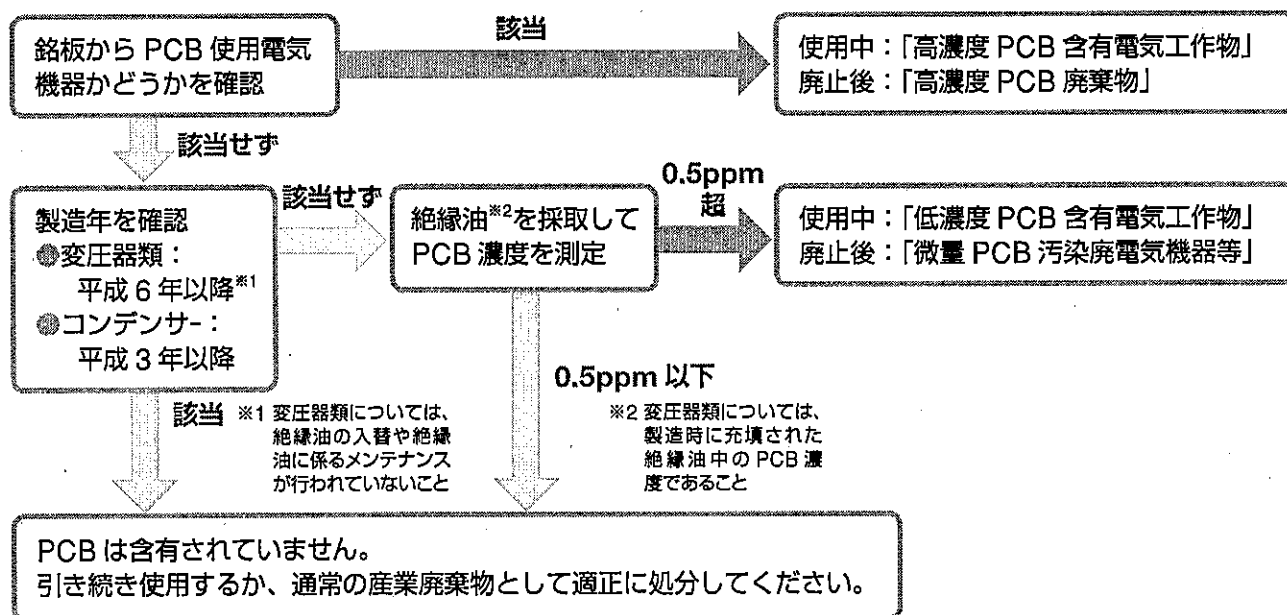 銘板から PCB 使用電気
機器かどうかを確認
該当
使用中：「高濃度 PCB 含有電気工作物」
廃止後：「高濃度 PCB 廃棄物」
該当せず
製造年を確認
●変圧器類：
平成 6 年以降※1
●コンデンサー：
平成 3 年以降
該当せず
絶縁油※2を採取して
PCB 濃度を測定
0.5ppm
超
使用中：「低濃度 PCB 含有電気工作物」
廃止後：「微量 PCB 汚染廃電気機器等」
該当
※1 変圧器類については、
絶縁油の入替や絶縁
油に係るメンテナンス
が行われていないこと
0.5ppm 以下
※2 変圧器類については、
製造時に充填された
絶縁油中の PCB 濃
度であること
PCB は含有されていません。
引き続き使用するか、通常の産業廃棄物として適正に処分してください。